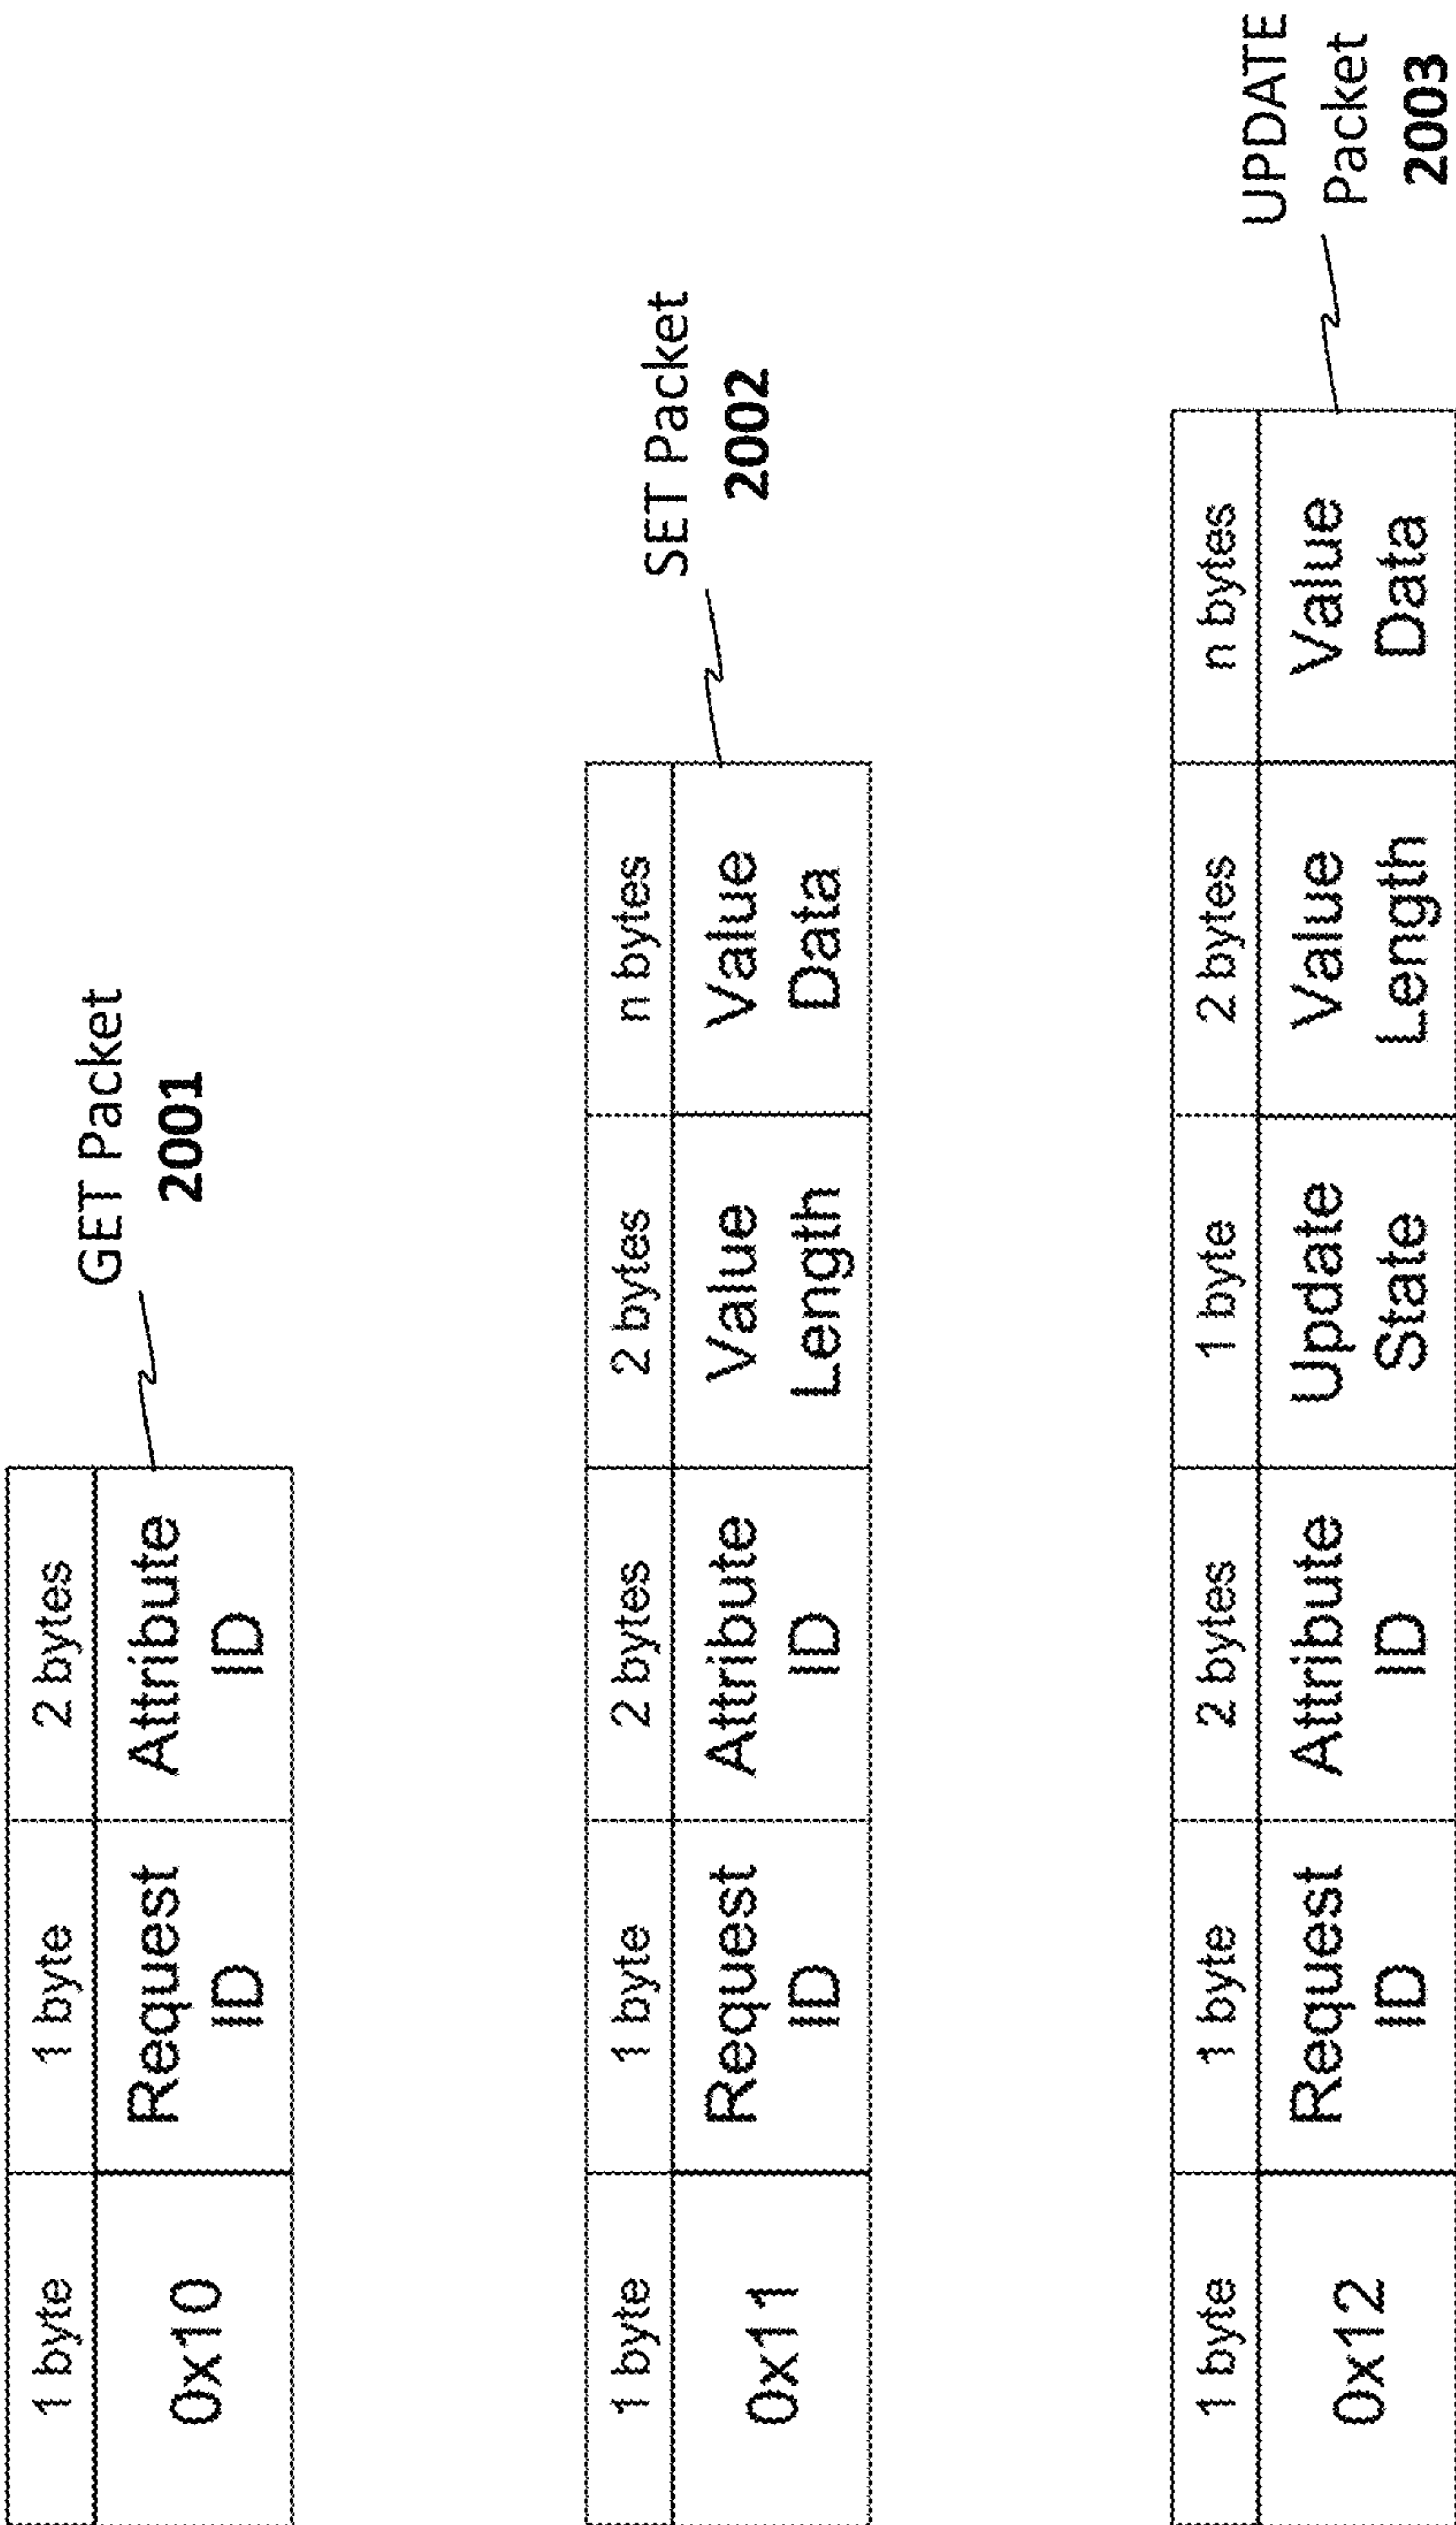 GET Packet
2001
1 byte 1 byte 2 bytes
0x10 Request ID Attribute ID
SET Packet
2002
1 byte 1 byte 2 bytes 2 bytes n bytes
0x11 Request ID Attribute ID Value Length Value Data
UPDATE
Packet
2003
1 byte 1 byte 2 bytes 1 byte 2 bytes n bytes
0x12 Request ID Attribute ID Update State Value Length Value Data